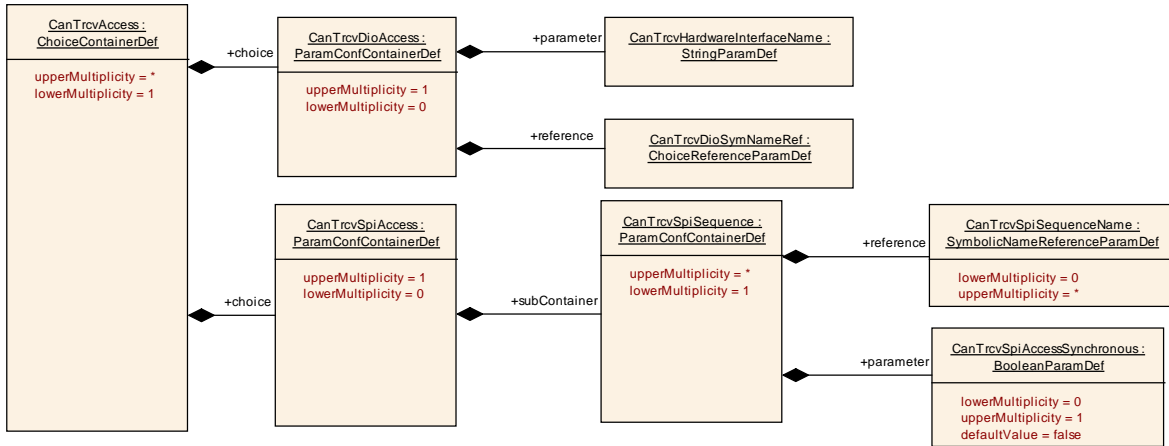 CanTrcvAccess :
ChoiceContainerDef
upperMultiplicity = *
lowerMultiplicity = 1
+choice
CanTrcvDioAccess :
ParamConfContainerDef
upperMultiplicity = 1
lowerMultiplicity = 0
+parameter
CanTrcvHardwareInterfaceName :
StringParamDef
+reference
CanTrcvDioSymNameRef :
ChoiceReferenceParamDef
+choice
CanTrcvSpiAccess :
ParamConfContainerDef
upperMultiplicity = 1
lowerMultiplicity = 0
+subContainer
CanTrcvSpiSequence :
ParamConfContainerDef
upperMultiplicity = *
lowerMultiplicity = 1
+reference
CanTrcvSpiSequenceName :
SymbolicNameReferenceParamDef
lowerMultiplicity = 0
upperMultiplicity = *
+parameter
CanTrcvSpiAccessSynchronous :
BooleanParamDef
lowerMultiplicity = 0
upperMultiplicity = 1
defaultValue = false